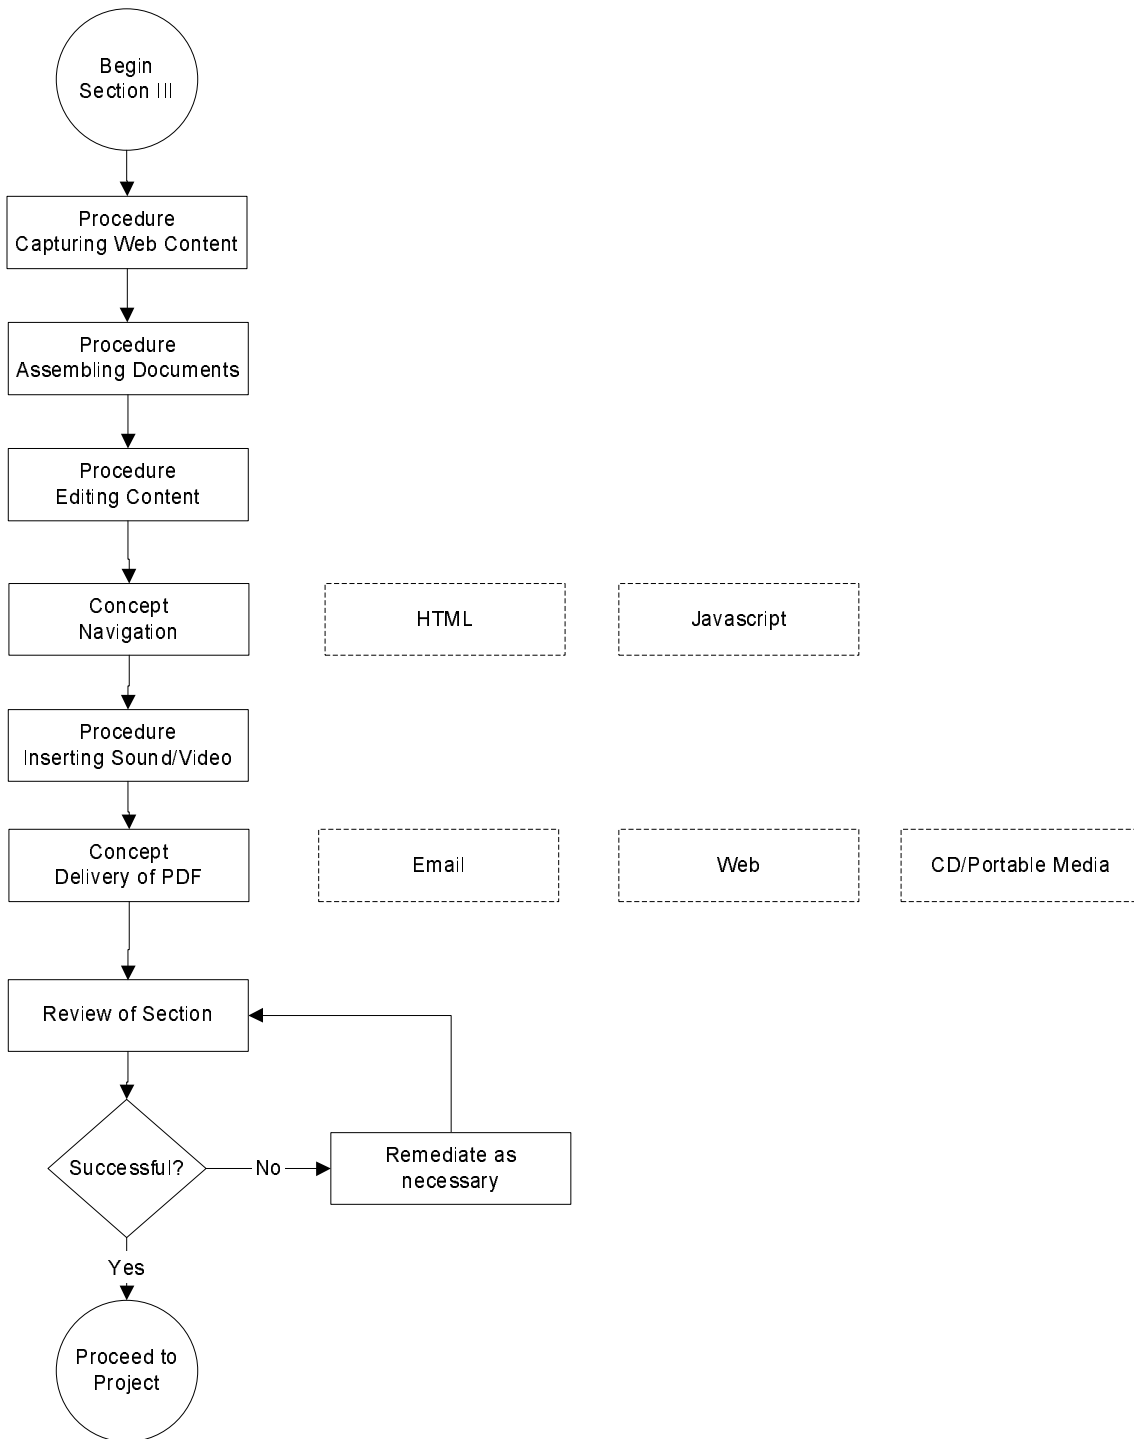 Begin
Section III
Procedure
Capturing Web Content
Procedure
Assembling Documents
Procedure
Editing Content
Concept
Navigation
HTML
Javascript
Procedure
Inserting Sound/Video
Concept
Delivery of PDF
Email
Web
CD/Portable Media
Review of Section
Successful?
No
Remediate as
necessary
Yes
Proceed to
Project